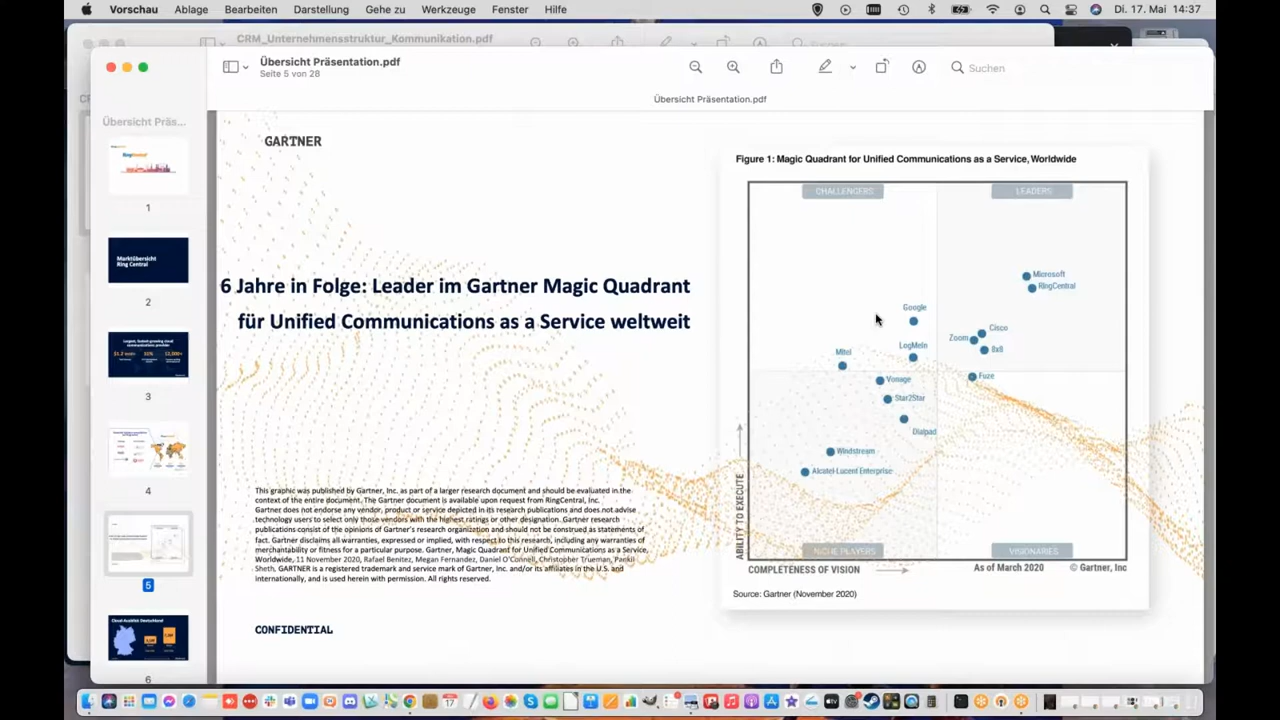 Vorschau Ablage Bearbeiten Darstellung Gehe zu Werkzeuge Fenster Hilfe Di. 17. Mai 14:37
CRM_Unternehmensstruktur_Kommunikation.pdf
Übersicht Präsentation.pdf
Seite 5 von 28
Suchen
Übersicht Präsentation.pdf
Übersicht Präs...
1
Marktübersicht
Ring Central
2
3
4
5
Cloud-Ausblick Deutschland
6
GARTNER
6 Jahre in Folge: Leader im Gartner Magic Quadrant
für Unified Communications as a Service weltweit
This graphic was published by Gartner, Inc. as part of a larger research document and should be evaluated in the
context of the entire document. The Gartner document is available upon request from RingCentral, Inc.
Gartner does not endorse any vendor, product or service depicted in its research publications and does not advise
technology users to select only those vendors with the highest ratings or other designation. Gartner research
publications consist of the opinions of Gartner's research organization and should not be construed as statements of
fact. Gartner disclaims all warranties, expressed or implied, with respect to this research, including any warranties of
merchantability or fitness for a particular purpose. Gartner, Magic Quadrant for Unified Communications as a Service,
Worldwide, 11 November 2020, Rafael Benitez, Megan Fernandez, Daniel O'Connell, Christopher Trueman, Pankil
Sheth, GARTNER is a registered trademark and service mark of Gartner, Inc. and/or its affiliates in the U.S. and
internationally, and is used herein with permission. All rights reserved.
CONFIDENTIAL
Figure 1: Magic Quadrant for Unified Communications as a Service, Worldwide
CHALLENGERS
LEADERS
Microsoft
RingCentral
Google
Cisco
Zoom
8x8
LogMeIn
Mitel
Fuze
Vonage
Star2Star
Dialpad
Windstream
Alcatel-Lucent Enterprise
NICHE PLAYERS
VISIONARIES
ABILITY TO EXECUTE
COMPLETENESS OF VISION
As of March 2020
© Gartner, Inc
Source: Gartner (November 2020)